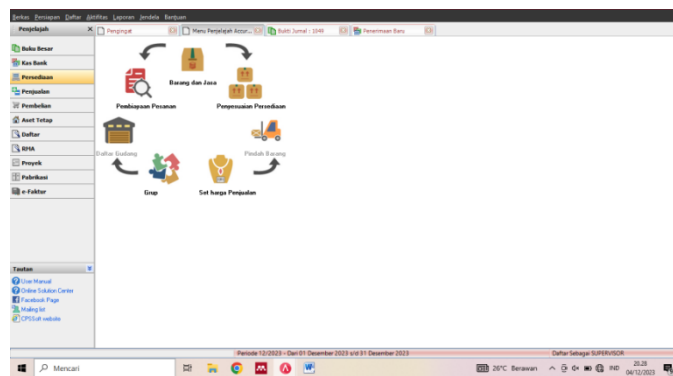 Berkas Persiapan Daftar Aktifitas Laporan Jendela Bantuan
Penjelajah
Pengingat
Menu Penjelajah Accur...
Bukti Jurnal : 1049
Penerimaan Baru
Buku Besar
Kas Bank
Persediaan
Penjualan
Pembelian
Aset Tetap
Daftar
RMA
Proyek
Pabrikasi
e-Faktur
Barang dan Jasa
Pembiayaan Pesanan
Penyesuaian Persediaan
Daftar Gudang
Pindah Barang
Grup
Set harga Penjualan
Tautan
User Manual
Online Solution Center
Facebook Page
Mailing list
CPSSoft website
Periode 12/2023 - Dari 01 Desember 2023 s/d 31 Desember 2023
Daftar Sebagai SUPERVISOR
Mencari
26°C Berawan
IND
20.28
04/12/2023